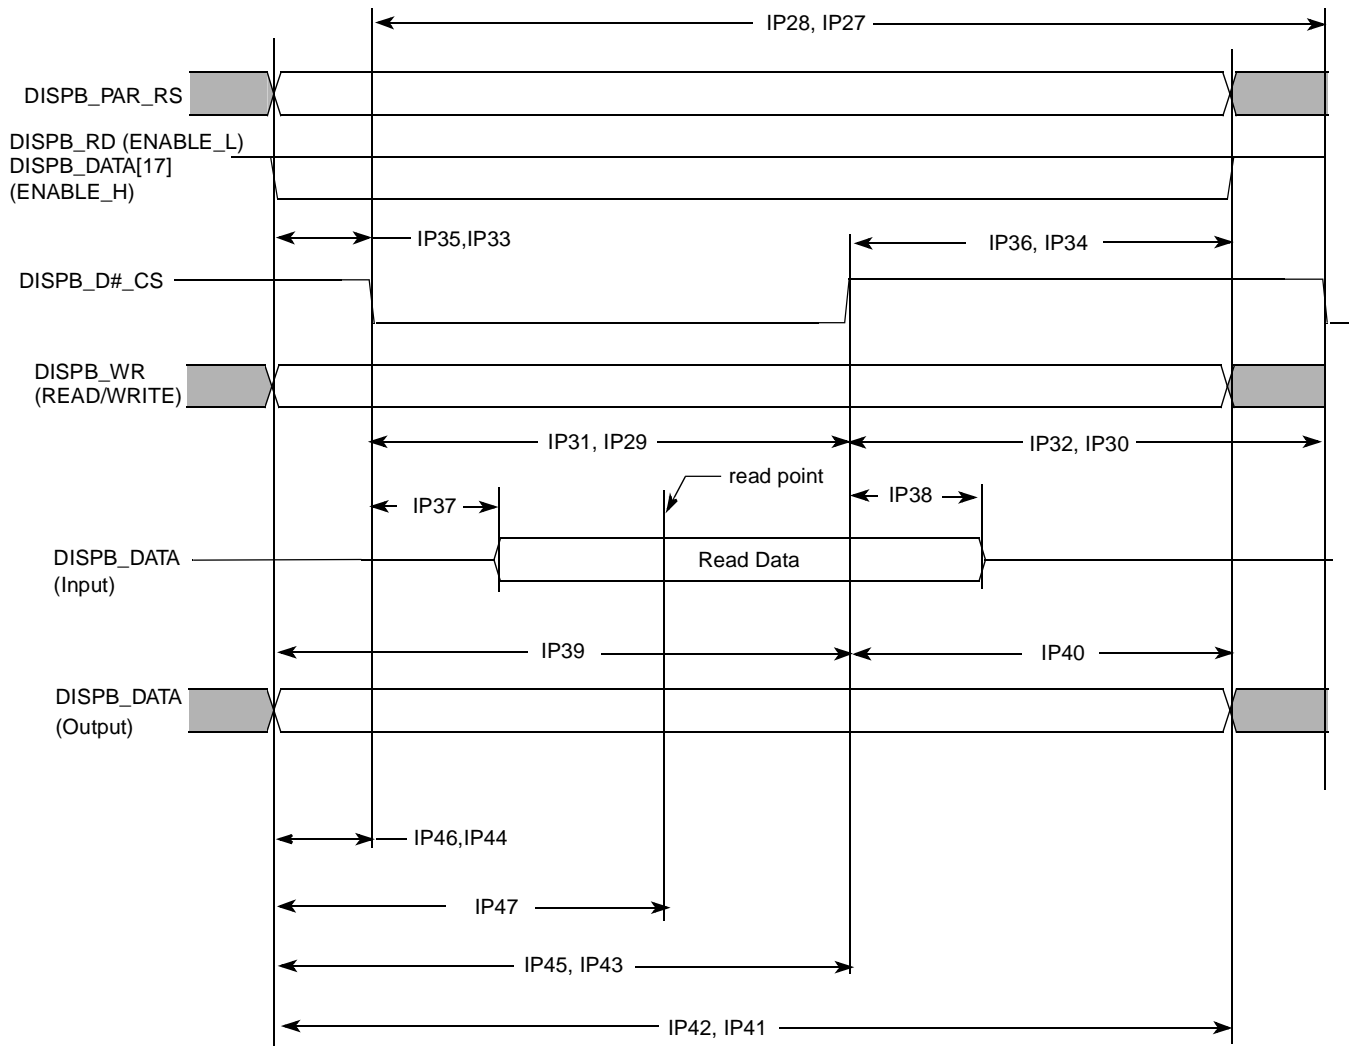 IP28, IP27
DISPB_PAR_RS
DISPB_RD (ENABLE_L)
DISPB_DATA[17]
(ENABLE_H)
IP35,IP33
IP36, IP34
DISPB_D#_CS
DISPB_WR
(READ/WRITE)
IP31, IP29
IP32, IP30
read point
IP37
IP38
DISPB_DATA
(Input)
Read Data
IP39
IP40
DISPB_DATA
(Output)
IP46,IP44
IP47
IP45, IP43
IP42, IP41